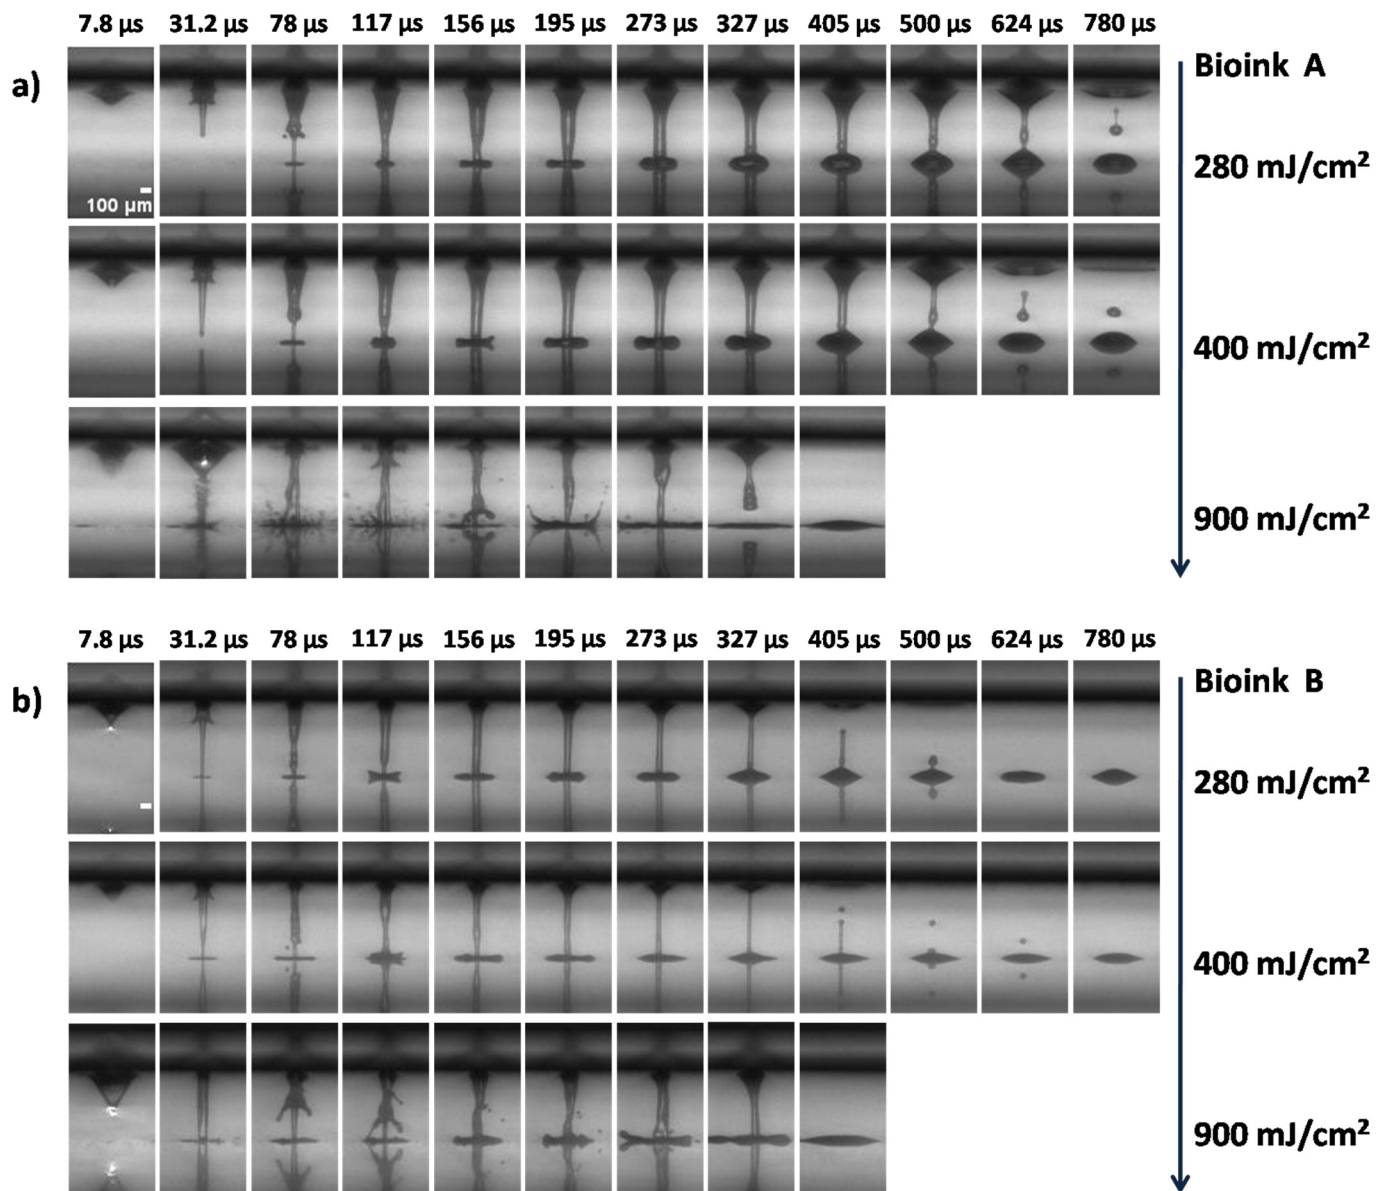 7.8 µs 31.2 µs 78 µs 117 µs 156 µs 195 µs 273 µs 327 µs 405 µs 500 µs 624 µs 780 µs
a)
Bioink A
280 mJ/cm²
100 µm
400 mJ/cm²
900 mJ/cm²
7.8 µs 31.2 µs 78 µs 117 µs 156 µs 195 µs 273 µs 327 µs 405 µs 500 µs 624 µs 780 µs
b)
Bioink B
280 mJ/cm²
400 mJ/cm²
900 mJ/cm²